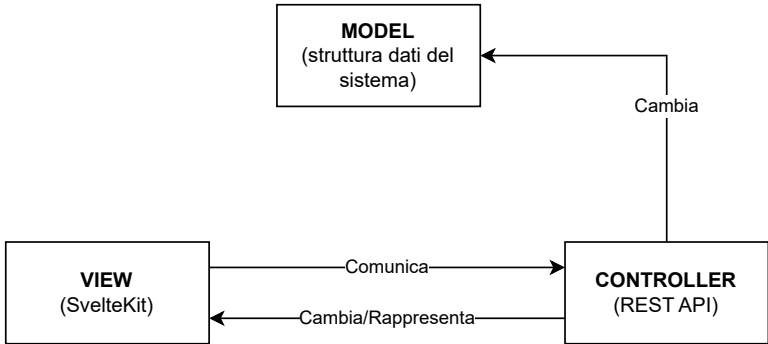 MODEL
(struttura dati del
sistema)
Cambia
VIEW
(SvelteKit)
Comunica
Cambia/Rappresenta
CONTROLLER
(REST API)